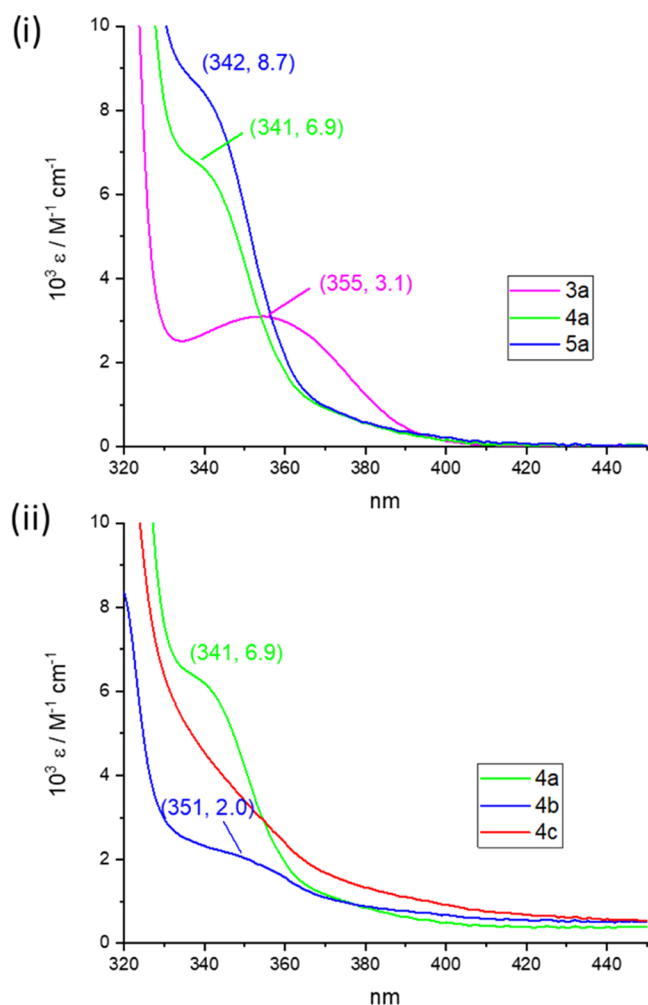 (i)
10
8
6
4
2
0
10³ ε / M⁻¹ cm⁻¹
(342, 8.7)
(341, 6.9)
(355, 3.1)
3a
4a
5a
320 340 360 380 400 420 440
nm
(ii)
10
8
6
4
2
0
10³ ε / M⁻¹ cm⁻¹
(341, 6.9)
(351, 2.0)
4a
4b
4c
320 340 360 380 400 420 440
nm